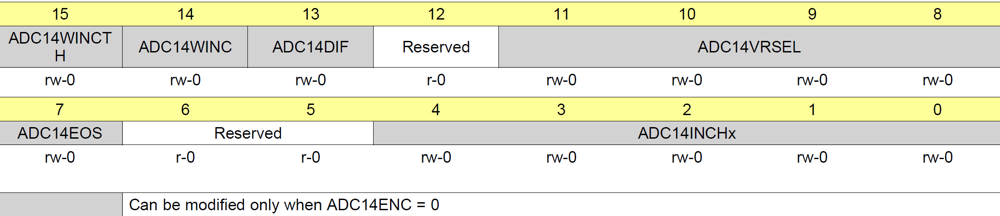 15 14 13 12 11 10 9 8
ADC14WINCT
H ADC14WINC ADC14DIF Reserved ADC14VRSEL
rw-0 rw-0 rw-0 r-0 rw-0 rw-0 rw-0 rw-0
7 6 5 4 3 2 1 0
ADC14EOS Reserved ADC14INCHx
rw-0 r-0 r-0 rw-0 rw-0 rw-0 rw-0 rw-0
Can be modified only when ADC14ENC = 0